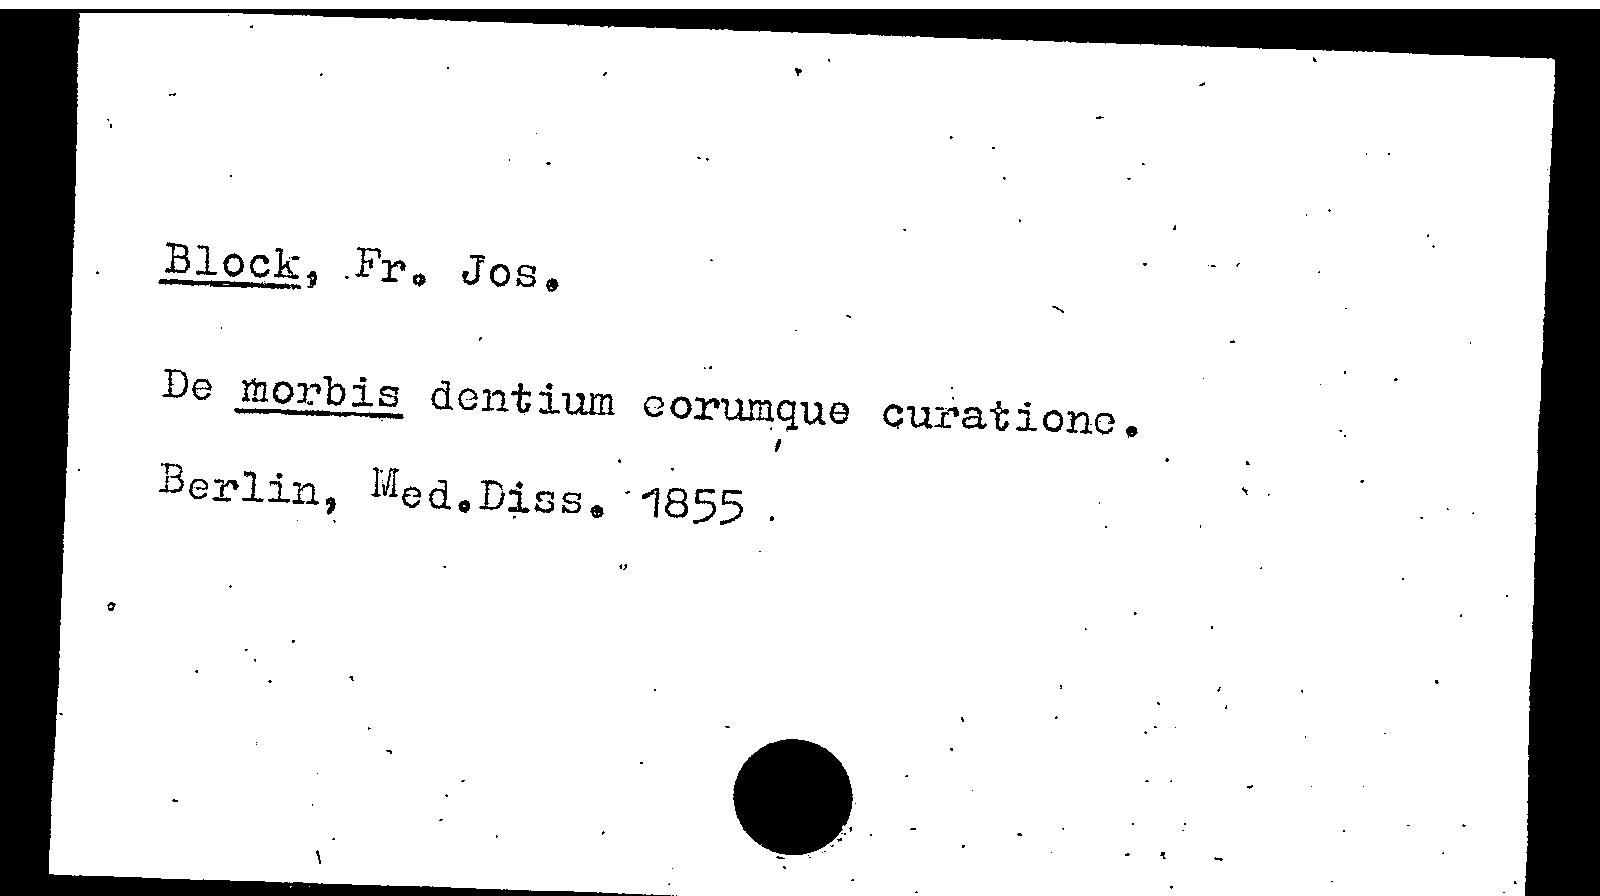 Block, Fr. Jos.
De morbis dentium eorumque curatione.
Berlin, Med.Diss. 1855.